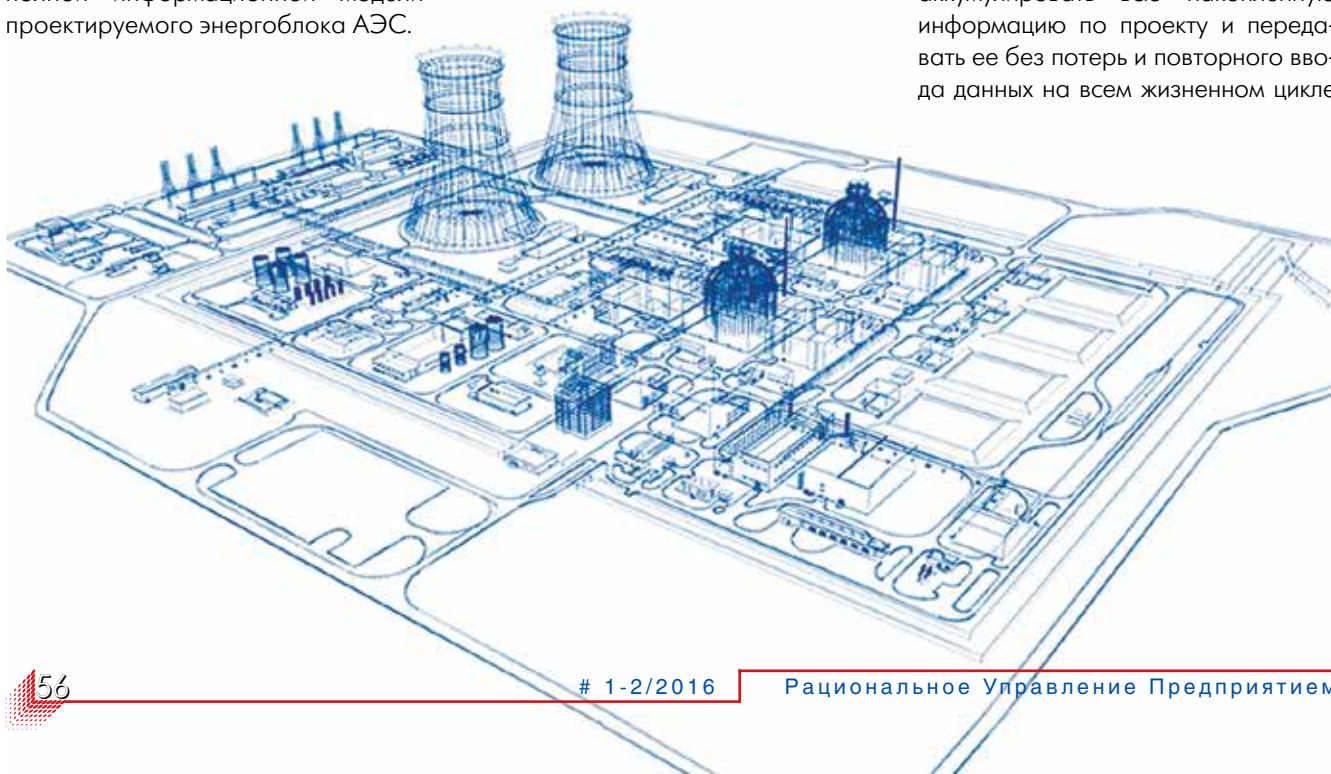 проектируемого энергоблока АЭС.
информацию по проекту и переда-
вать ее без потерь и повторного вво-
да данных на всем жизненном цикле
56
# 1-2/2016
Рациональное Управление Предприятием